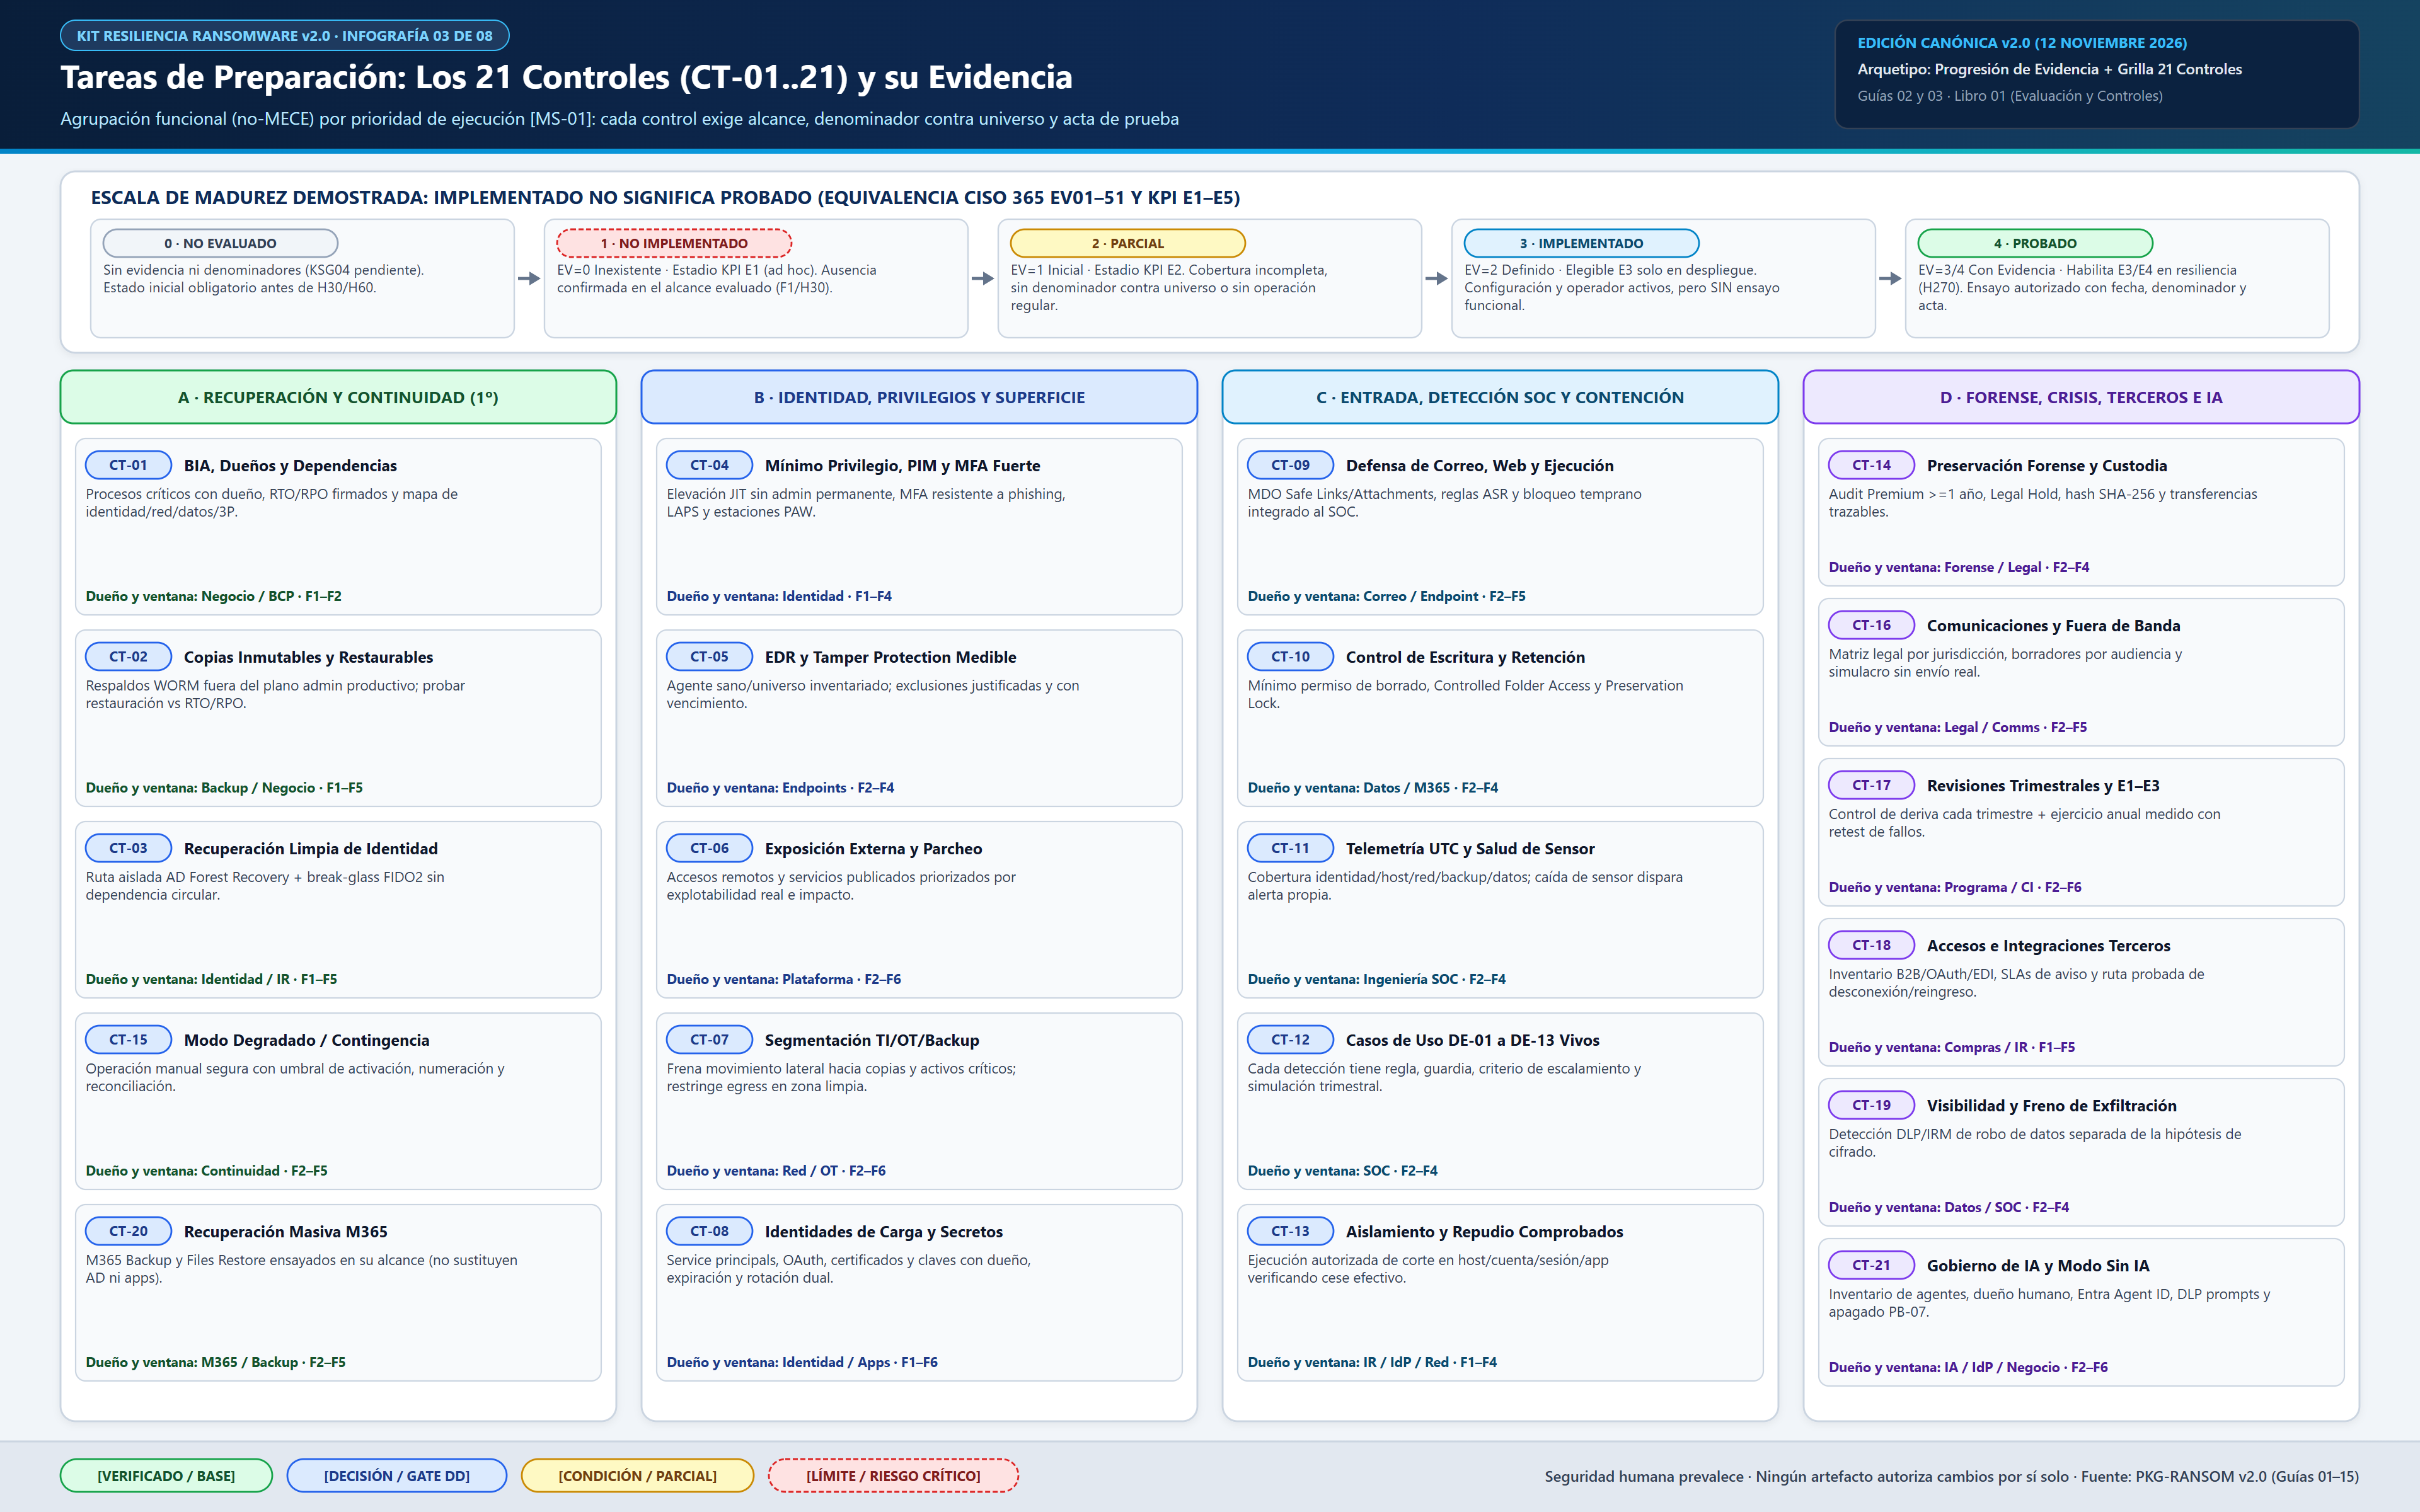 KIT RESILIENCIA RANSOMWARE v2.0 · INFOGRAFÍA 03 DE 08
Tareas de Preparación: Los 21 Controles (CT-01..21) y su Evidencia
Agrupación funcional (no-MECE) por prioridad de ejecución [MS-01]: cada control exige alcance, denominador contra universo y acta de prueba
EDICIÓN CANÓNICA v2.0 (12 NOVIEMBRE 2026)
Arquetipo: Progresión de Evidencia + Grilla 21 Controles
Guías 02 y 03 · Libro 01 (Evaluación y Controles)
ESCALA DE MADUREZ DEMOSTRADA: IMPLEMENTADO NO SIGNIFICA PROBADO (EQUIVALENCIA CISO 365 EV01–51 Y KPI E1–E5)
0 · NO EVALUADO
Sin evidencia ni denominadores (KSG04 pendiente).
Estado inicial obligatorio antes de H30/H60.
1 · NO IMPLEMENTADO
EV=0 Inexistente · Estadio KPI E1 (ad hoc). Ausencia
confirmada en el alcance evaluado (F1/H30).
2 · PARCIAL
EV=1 Inicial · Estadio KPI E2. Cobertura incompleta,
sin denominador contra universo o sin operación
regular.
3 · IMPLEMENTADO
EV=2 Definido · Elegible E3 solo en despliegue.
Configuración y operador activos, pero SIN ensayo
funcional.
4 · PROBADO
EV=3/4 Con Evidencia · Habilita E3/E4 en resiliencia
(H270). Ensayo autorizado con fecha, denominador y
acta.
A · RECUPERACIÓN Y CONTINUIDAD (1º)
CT-01 BIA, Dueños y Dependencias
Procesos críticos con dueño, RTO/RPO firmados y mapa de
identidad/red/datos/3P.
Dueño y ventana: Negocio / BCP · F1–F2
CT-02 Copias Inmutables y Restaurables
Respaldos WORM fuera del plano admin productivo; probar
restauración vs RTO/RPO.
Dueño y ventana: Backup / Negocio · F1–F5
CT-03 Recuperación Limpia de Identidad
Ruta aislada AD Forest Recovery + break-glass FIDO2 sin
dependencia circular.
Dueño y ventana: Identidad / IR · F1–F5
CT-15 Modo Degradado / Contingencia
Operación manual segura con umbral de activación, numeración y
reconciliación.
Dueño y ventana: Continuidad · F2–F5
CT-20 Recuperación Masiva M365
M365 Backup y Files Restore ensayados en su alcance (no sustituyen
AD ni apps).
Dueño y ventana: M365 / Backup · F2–F5
B · IDENTIDAD, PRIVILEGIOS Y SUPERFICIE
CT-04 Mínimo Privilegio, PIM y MFA Fuerte
Elevación JIT sin admin permanente, MFA resistente a phishing,
LAPS y estaciones PAW.
Dueño y ventana: Identidad · F1–F4
CT-05 EDR y Tamper Protection Medible
Agente sano/universo inventariado; exclusiones justificadas y con
vencimiento.
Dueño y ventana: Endpoints · F2–F4
CT-06 Exposición Externa y Parcheo
Accesos remotos y servicios publicados priorizados por
explotabilidad real e impacto.
Dueño y ventana: Plataforma · F2–F6
CT-07 Segmentación TI/OT/Backup
Frena movimiento lateral hacia copias y activos críticos;
restringe egress en zona limpia.
Dueño y ventana: Red / OT · F2–F6
CT-08 Identidades de Carga y Secretos
Service principals, OAuth, certificados y claves con dueño,
expiración y rotación dual.
Dueño y ventana: Identidad / Apps · F1–F6
C · ENTRADA, DETECCIÓN SOC Y CONTENCIÓN
CT-09 Defensa de Correo, Web y Ejecución
MDO Safe Links/Attachments, reglas ASR y bloqueo temprano
integrado al SOC.
Dueño y ventana: Correo / Endpoint · F2–F5
CT-10 Control de Escritura y Retención
Mínimo permiso de borrado, Controlled Folder Access y Preservation
Lock.
Dueño y ventana: Datos / M365 · F2–F4
CT-11 Telemetría UTC y Salud de Sensor
Cobertura identidad/host/red/backup/datos; caída de sensor dispara
alerta propia.
Dueño y ventana: Ingeniería SOC · F2–F4
CT-12 Casos de Uso DE-01 a DE-13 Vivos
Cada detección tiene regla, guardia, criterio de escalamiento y
simulación trimestral.
Dueño y ventana: SOC · F2–F4
CT-13 Aislamiento y Repudio Comprobados
Ejecución autorizada de corte en host/cuenta/sesión/app
verificando cese efectivo.
Dueño y ventana: IR / IdP / Red · F1–F4
D · FORENSE, CRISIS, TERCEROS E IA
CT-14 Preservación Forense y Custodia
Audit Premium >=1 año, Legal Hold, hash SHA-256 y transferencias
trazables.
Dueño y ventana: Forense / Legal · F2–F4
CT-16 Comunicaciones y Fuera de Banda
Matriz legal por jurisdicción, borradores por audiencia y
simulacro sin envío real.
Dueño y ventana: Legal / Comms · F2–F5
CT-17 Revisiones Trimestrales y E1–E3
Control de deriva cada trimestre + ejercicio anual medido con
retest de fallos.
Dueño y ventana: Programa / CI · F2–F6
CT-18 Accesos e Integraciones Terceros
Inventario B2B/OAuth/EDI, SLAs de aviso y ruta probada de
desconexión/reingreso.
Dueño y ventana: Compras / IR · F1–F5
CT-19 Visibilidad y Freno de Exfiltración
Detección DLP/IRM de robo de datos separada de la hipótesis de
cifrado.
Dueño y ventana: Datos / SOC · F2–F4
CT-21 Gobierno de IA y Modo Sin IA
Inventario de agentes, dueño humano, Entra Agent ID, DLP prompts y
apagado PB-07.
Dueño y ventana: IA / IdP / Negocio · F2–F6
[VERIFICADO / BASE]
[DECISIÓN / GATE DD]
[CONDICIÓN / PARCIAL]
[LÍMITE / RIESGO CRÍTICO]
Seguridad humana prevalece · Ningún artefacto autoriza cambios por sí solo · Fuente: PKG-RANSOM v2.0 (Guías 01–15)